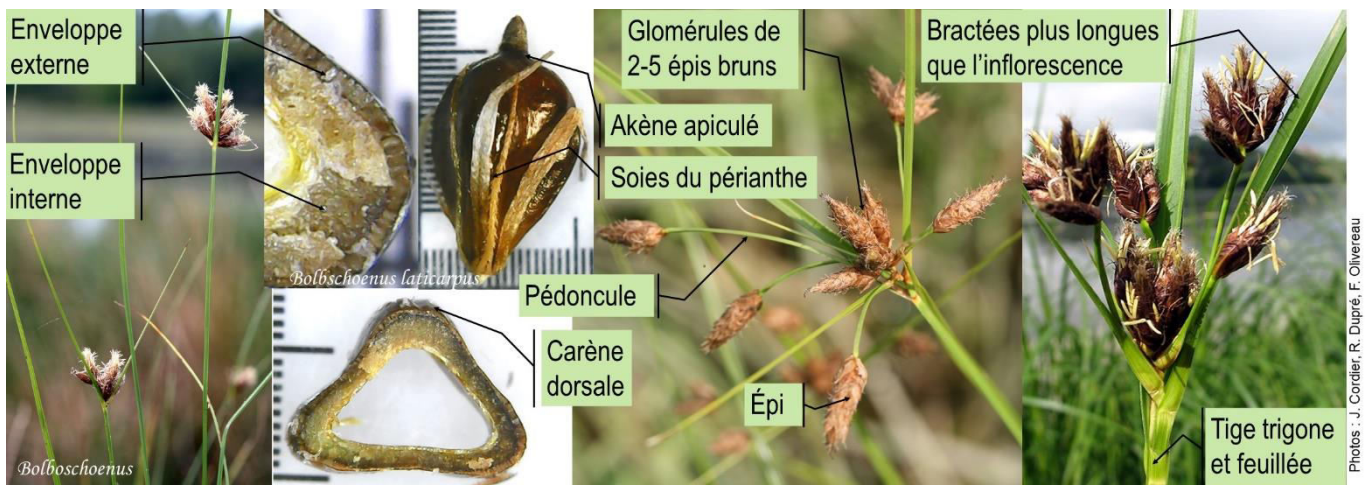 Enveloppe
externe
Enveloppe
interne
Bolboschoenus
Bolbschoenus laticarpus
Akène apiculé
Soies du périanthe
Carène
dorsale
Glomérules de
2-5 épis bruns
Pédoncule
Épi
Bractées plus longues
que l’inflorescence
Tige trigone
et feuillée
Photos : J. Cordier, R. Dupré, F. Olivereau